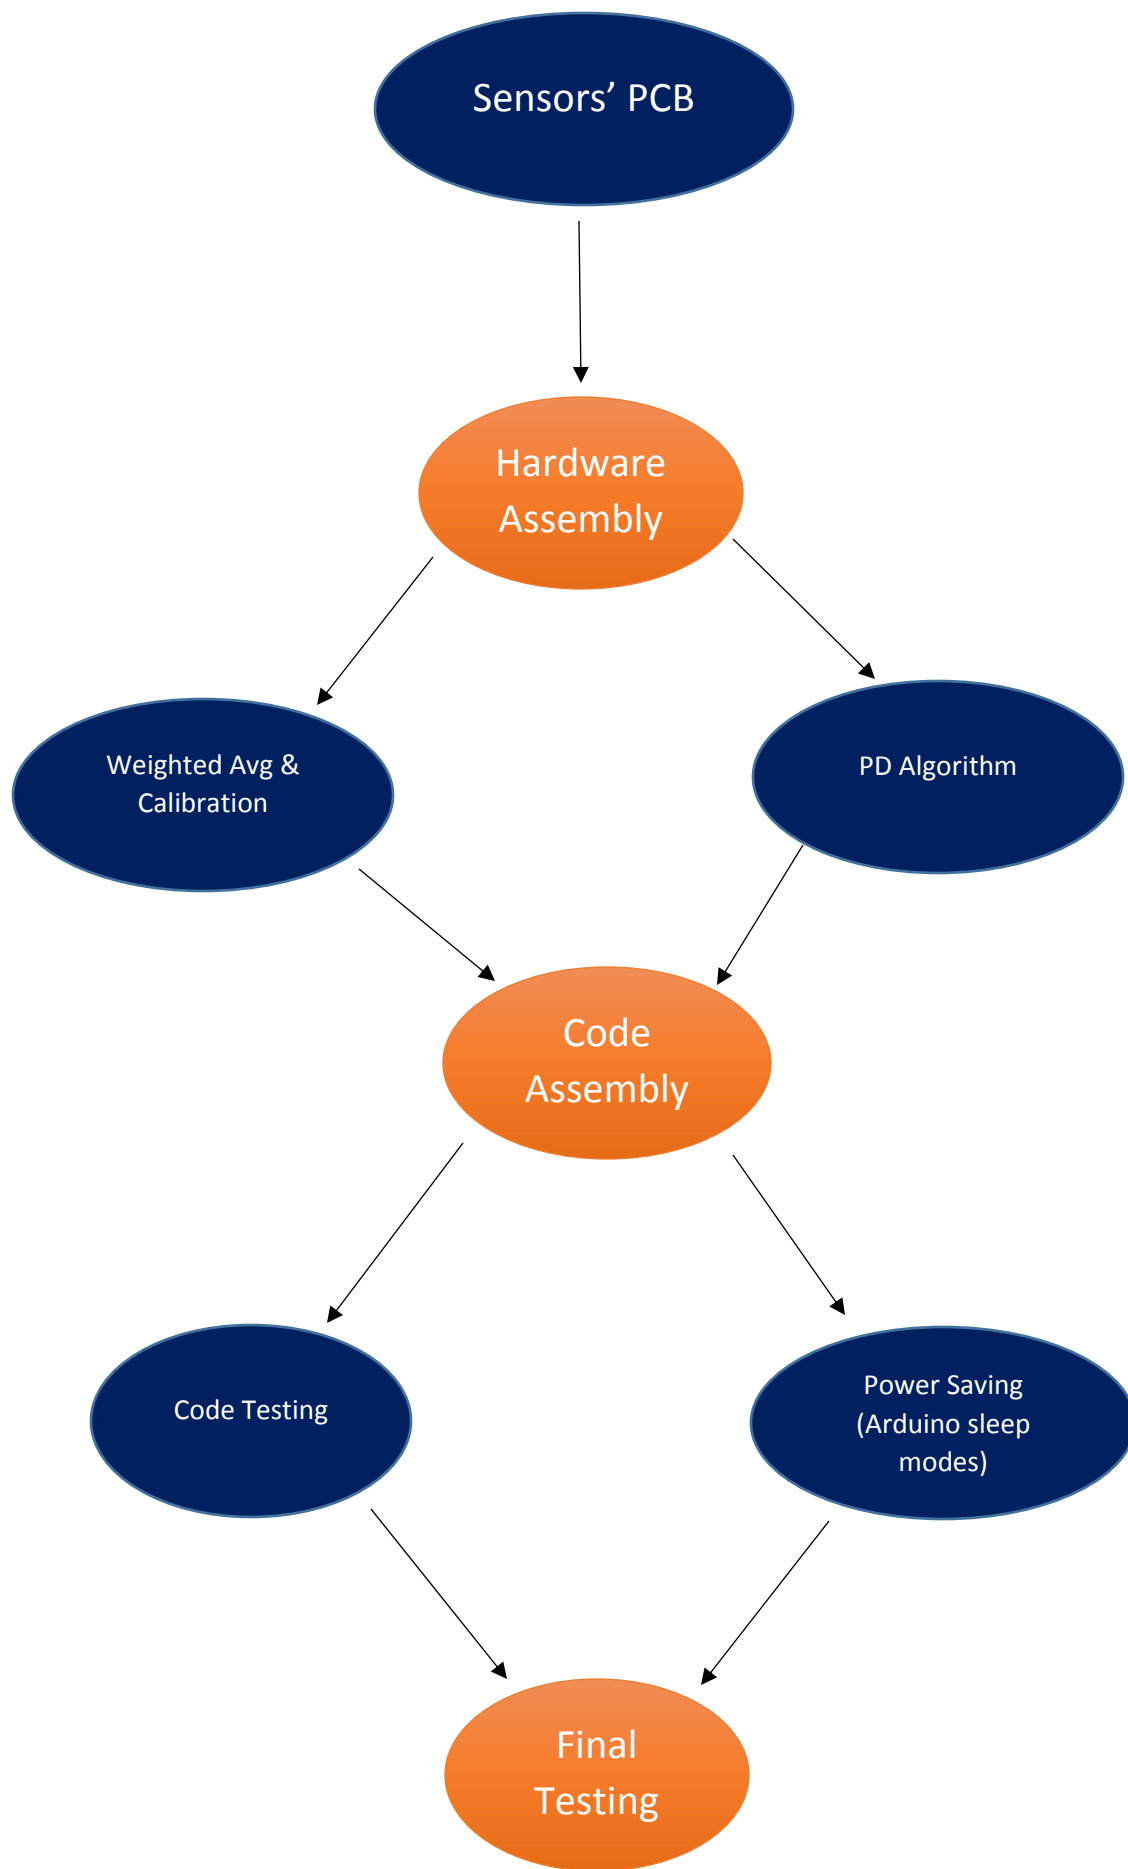 Sensors’ PCB
Hardware
Assembly
Weighted Avg &
Calibration
PD Algorithm
Code
Assembly
Code Testing
Power Saving
(Arduino sleep
modes)
Final
Testing